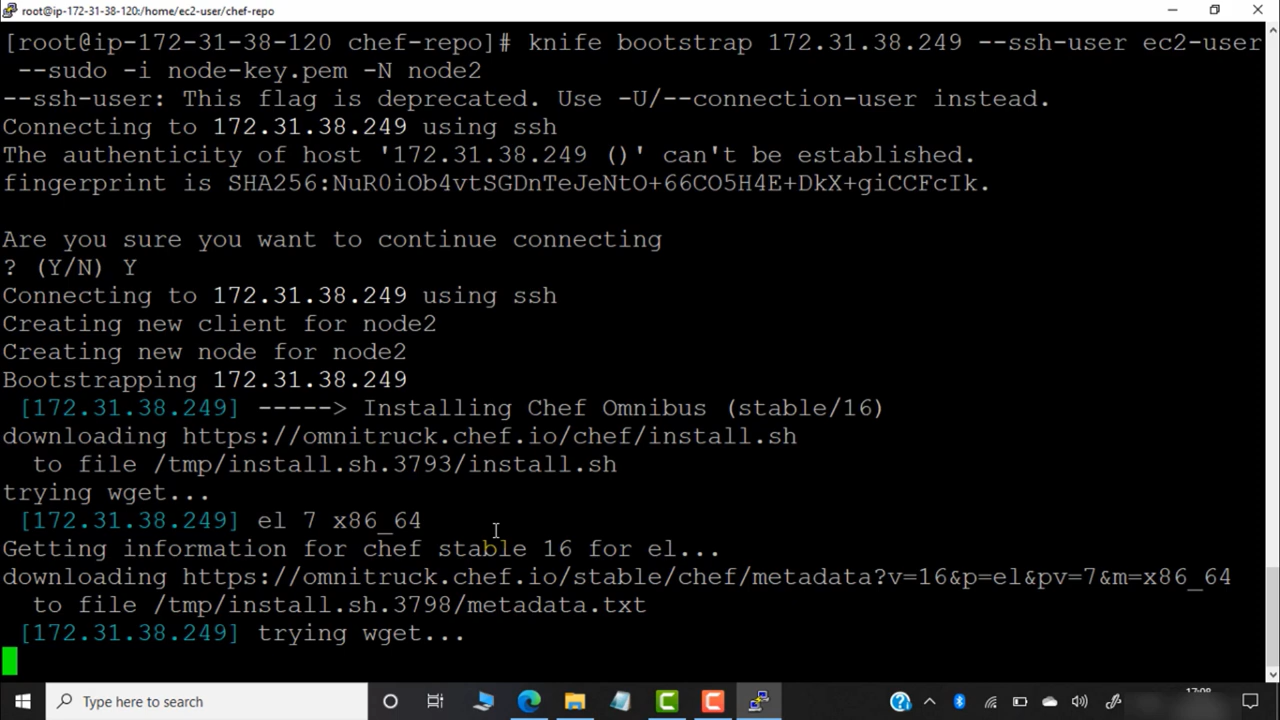 root@ip-172-31-38-120:/home/ec2-user/chef-repo
[root@ip-172-31-38-120 chef-repo]# knife bootstrap 172.31.38.249 --ssh-user ec2-user
--sudo -i node-key.pem -N node2
--ssh-user: This flag is deprecated. Use -U/--connection-user instead.
Connecting to 172.31.38.249 using ssh
The authenticity of host '172.31.38.249 ()' can't be established.
fingerprint is SHA256:NuR0iOb4vtSGDnTeJeNtO+66CO5H4E+DkX+giCCFcIk.
Are you sure you want to continue connecting
? (Y/N) Y
Connecting to 172.31.38.249 using ssh
Creating new client for node2
Creating new node for node2
Bootstrapping 172.31.38.249
[172.31.38.249] -----> Installing Chef Omnibus (stable/16)
downloading https://omnitruck.chef.io/chef/install.sh
to file /tmp/install.sh.3793/install.sh
trying wget...
[172.31.38.249] el 7 x86_64
Getting information for chef stable 16 for el...
downloading https://omnitruck.chef.io/stable/chef/metadata?v=16&p=el&pv=7&m=x86_64
to file /tmp/install.sh.3798/metadata.txt
[172.31.38.249] trying wget...
Type here to search